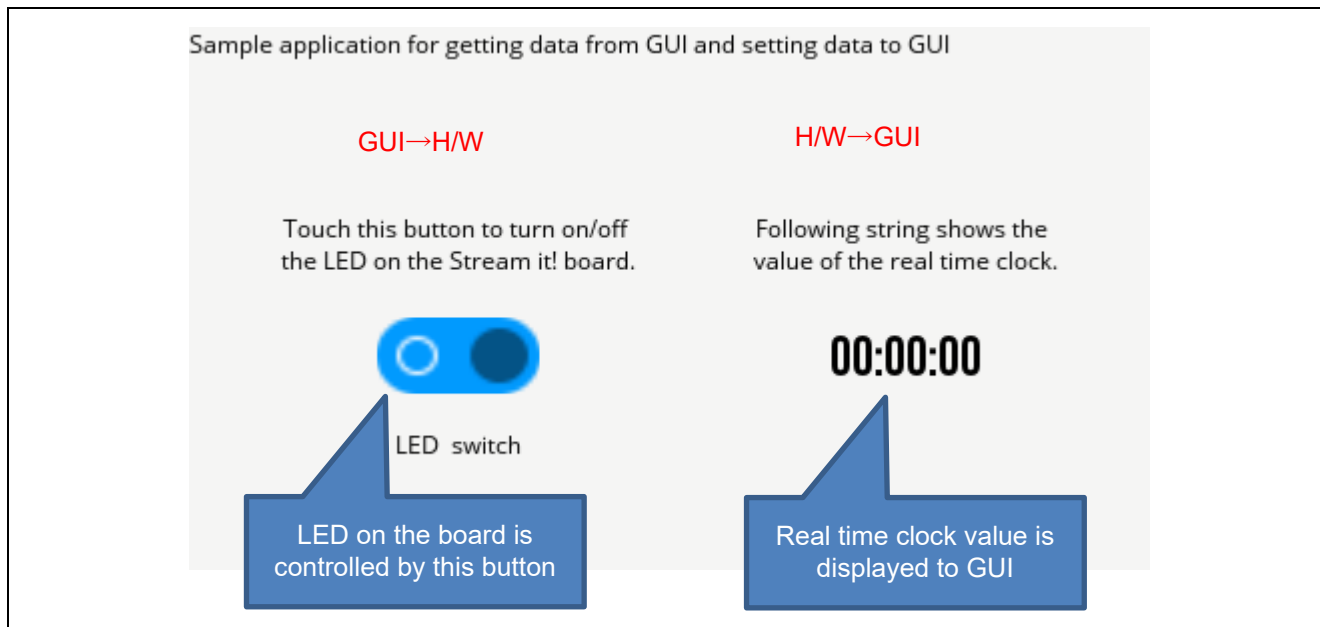 Sample application for getting data from GUI and setting data to GUI
GUI→H/W
Touch this button to turn on/off
the LED on the Stream it! board.
LED  switch
LED on the board is
controlled by this button
H/W→GUI
Following string shows the
value of the real time clock.
00:00:00
Real time clock value is
displayed to GUI